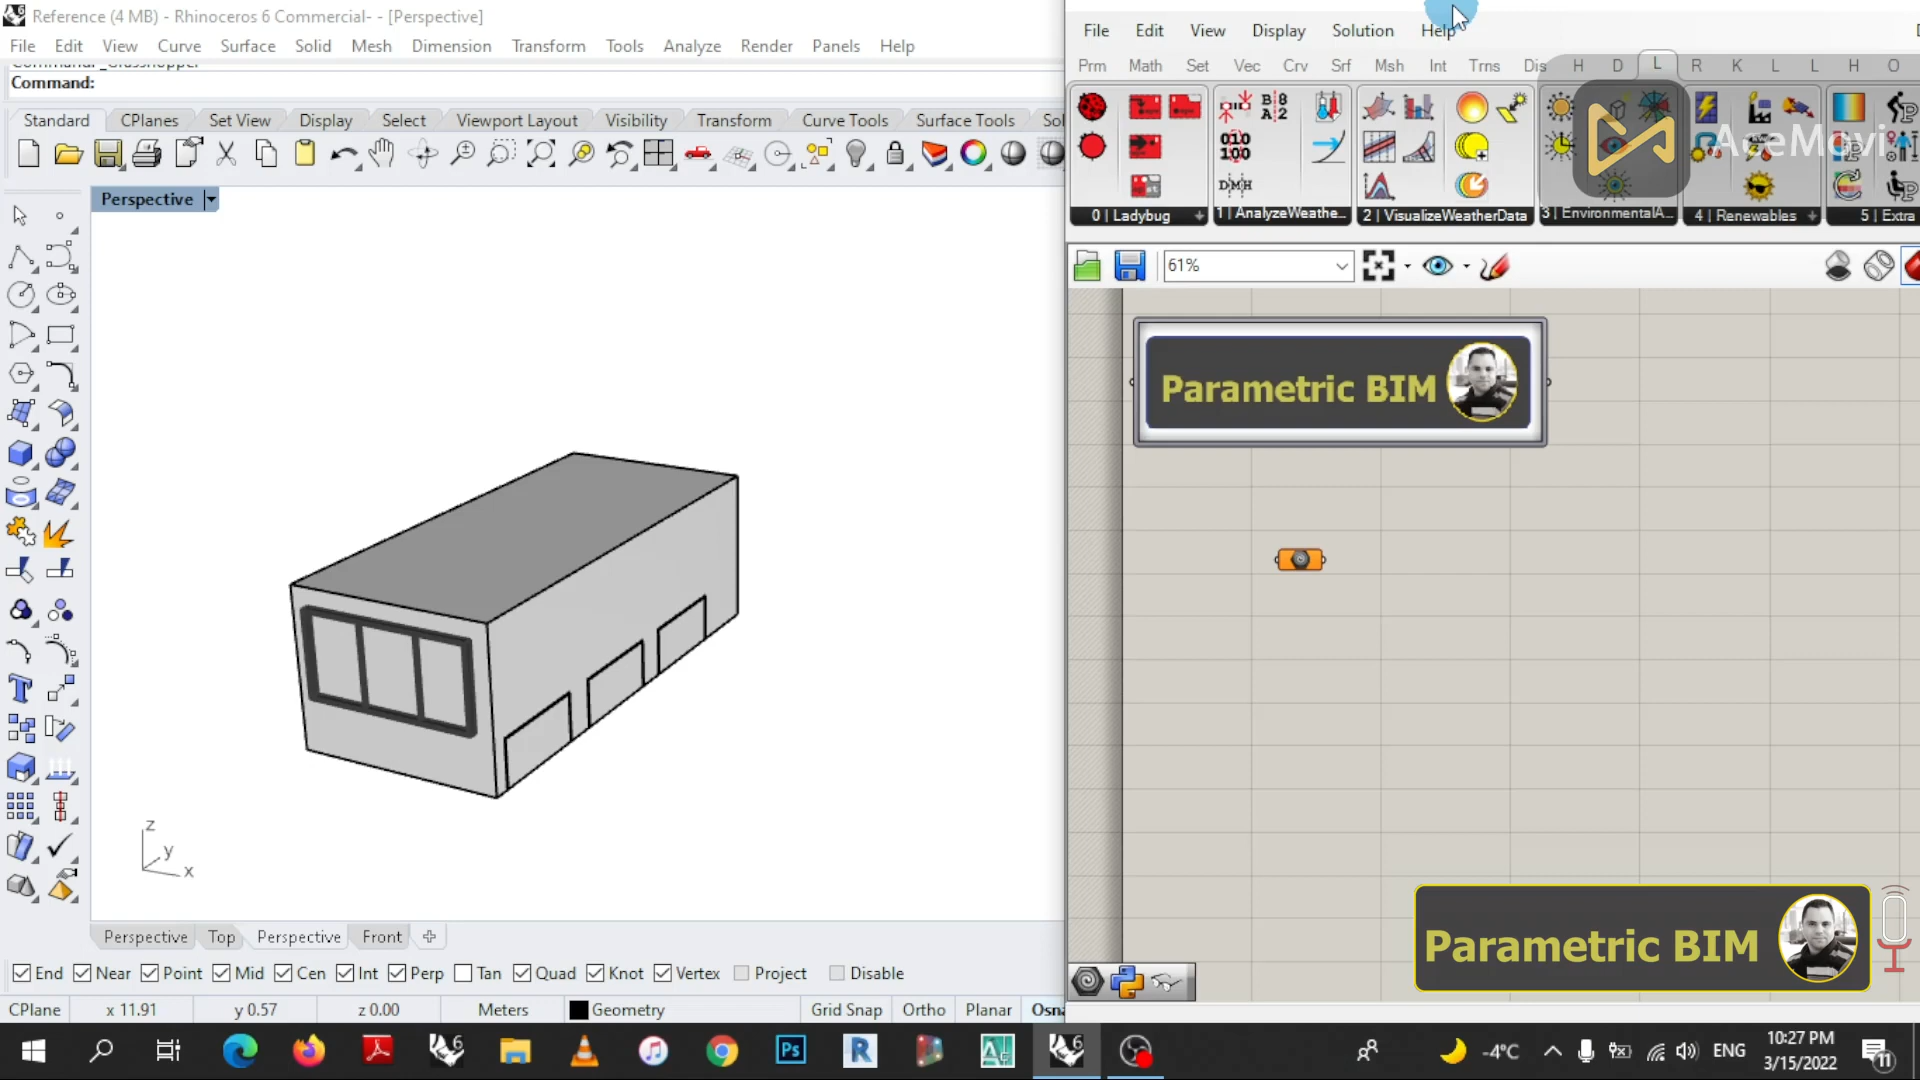 Reference (4 MB) - Rhinoceros 6 Commercial- - [Perspective]
File Edit View Curve Surface Solid Mesh Dimension Transform Tools Analyze Render Panels Help
Command:
Standard CPlanes Set View Display Select Viewport Layout Visibility Transform Curve Tools Surface Tools Sol
Perspective
z
y
x
Perspective Top Perspective Front
End Near Point Mid Cen Int Perp Tan Quad Knot Vertex Project Disable
CPlane x 11.91 y 0.57 z 0.00 Meters Geometry Grid Snap Ortho Planar Osna
File Edit View Display Solution Help
Prm Math Set Vec Crv Srf Msh Int Trns Dis H D L R K L L H O
AceMovi
0 | Ladybug 1 | AnalyzeWeathe... 2 | VisualizeWeatherData 3 | EnvironmentalA... 4 | Renewables 5 | Extra
61%
Parametric BIM
Parametric BIM
-4°C ENG 10:27 PM
3/15/2022
11